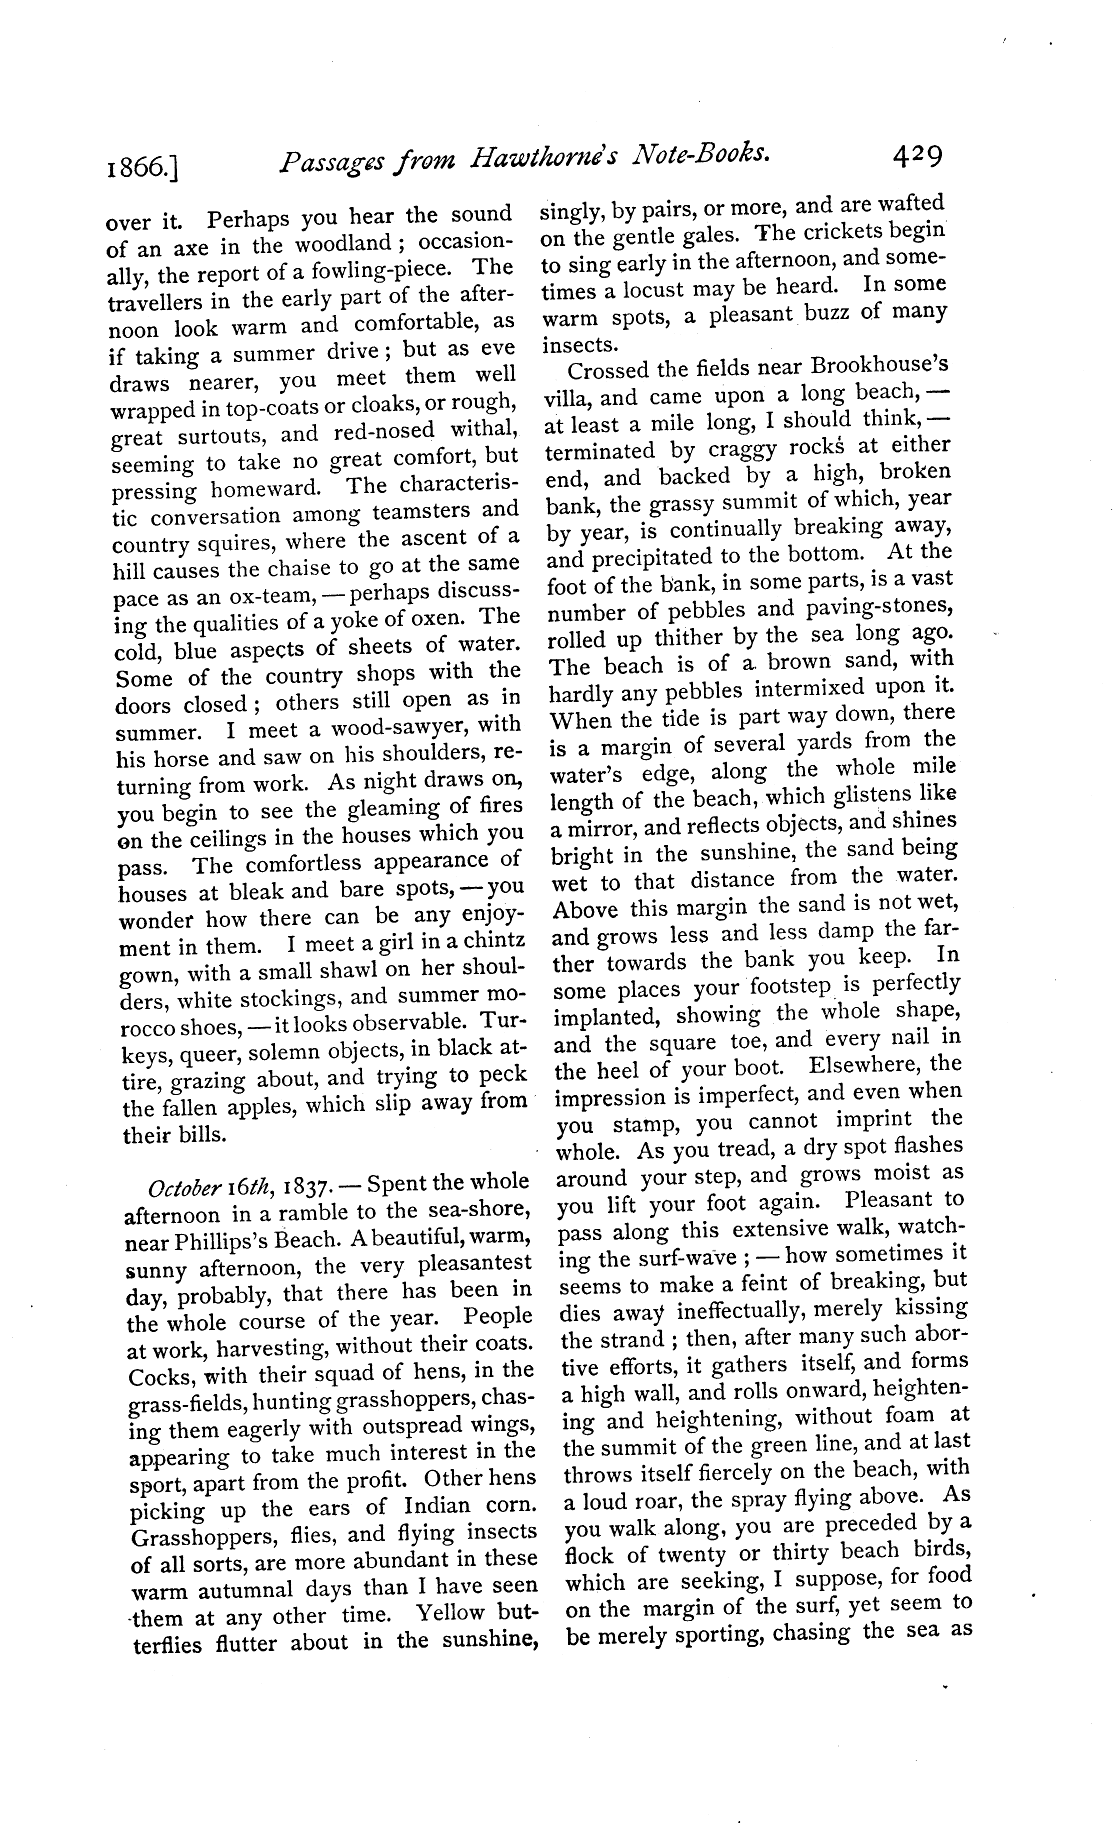 1866.] Passages from Hawthorne's Note-Books. 429
over it. Perhaps you hear the sound
of an axe in the woodland ; occasion-
ally, the report of a fowling-piece. The
travellers in the early part of the after-
noon look warm and comfortable, as
if taking a summer drive ; but as eve
draws nearer, you meet them well
wrapped in top-coats or cloaks, or rough,
great surtouts, and red-nosed withal,
seeming to take no great comfort, but
pressing homeward. The characteris-
tic conversation among teamsters and
country squires, where the ascent of a
hill causes the chaise to go at the same
pace as an ox-team, — perhaps discuss-
ing the qualities of a yoke of oxen. The
cold, blue aspects of sheets of water.
Some of the country shops with the
doors closed ; others still open as in
summer. I meet a wood-sawyer, with
his horse and saw on his shoulders, re-
turning from work. As night draws on,
you begin to see the gleaming of fires
on the ceilings in the houses which you
pass. The comfortless appearance of
houses at bleak and bare spots, — you
wonder how there can be any enjoy-
ment in them. I meet a girl in a chintz
gown, with a small shawl on her shoul-
ders, white stockings, and summer mo-
rocco shoes, — it looks observable. Tur-
keys, queer, solemn objects, in black at-
tire, grazing about, and trying to peck
the fallen apples, which slip away from
their bills.
October 16th, 1837. — Spent the whole
afternoon in a ramble to the sea-shore,
near Phillips's Beach. A beautiful, warm,
sunny afternoon, the very pleasantest
day, probably, that there has been in
the whole course of the year. People
at work, harvesting, without their coats.
Cocks, with their squad of hens, in the
grass-fields, hunting grasshoppers, chas-
ing them eagerly with outspread wings,
appearing to take much interest in the
sport, apart from the profit. Other hens
picking up the ears of Indian corn.
Grasshoppers, flies, and flying insects
of all sorts, are more abundant in these
warm autumnal days than I have seen
them at any other time. Yellow but-
terflies flutter about in the sunshine,
singly, by pairs, or more, and are wafted
on the gentle gales. The crickets begin
to sing early in the afternoon, and some-
times a locust may be heard. In some
warm spots, a pleasant buzz of many
insects.
Crossed the fields near Brookhouse's
villa, and came upon a long beach, —
at least a mile long, I should think, —
terminated by craggy rocks at either
end, and backed by a high, broken
bank, the grassy summit of which, year
by year, is continually breaking away,
and precipitated to the bottom. At the
foot of the bank, in some parts, is a vast
number of pebbles and paving-stones,
rolled up thither by the sea long ago.
The beach is of a brown sand, with
hardly any pebbles intermixed upon it.
When the tide is part way down, there
is a margin of several yards from the
water's edge, along the whole mile
length of the beach, which glistens like
a mirror, and reflects objects, and shines
bright in the sunshine, the sand being
wet to that distance from the water.
Above this margin the sand is not wet,
and grows less and less damp the far-
ther towards the bank you keep. In
some places your footstep is perfectly
implanted, showing the whole shape,
and the square toe, and every nail in
the heel of your boot. Elsewhere, the
impression is imperfect, and even when
you stamp, you cannot imprint the
whole. As you tread, a dry spot flashes
around your step, and grows moist as
you lift your foot again. Pleasant to
pass along this extensive walk, watch-
ing the surf-wave ; — how sometimes it
seems to make a feint of breaking, but
dies away ineffectually, merely kissing
the strand ; then, after many such abor-
tive efforts, it gathers itself, and forms
a high wall, and rolls onward, heighten-
ing and heightening, without foam at
the summit of the green line, and at last
throws itself fiercely on the beach, with
a loud roar, the spray flying above. As
you walk along, you are preceded by a
flock of twenty or thirty beach birds,
which are seeking, I suppose, for food
on the margin of the surf, yet seem to
be merely sporting, chasing the sea as